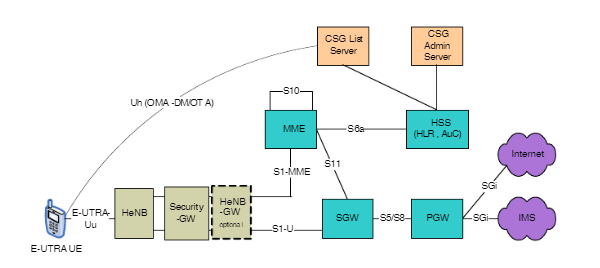 CSG List
Server
CSG
Admin
Server
Uh (OMA -DM/OT A)
S10
MME
S6a
HSS
(HLR , AuC)
S11
S1-MME
Internet
SGi
E-UTRA-
Uu
HeNB
Security
-GW
HeNB
-GW
optional
S1-U
SGW
S5/S8
PGW
SGi
IMS
E-UTRA UE